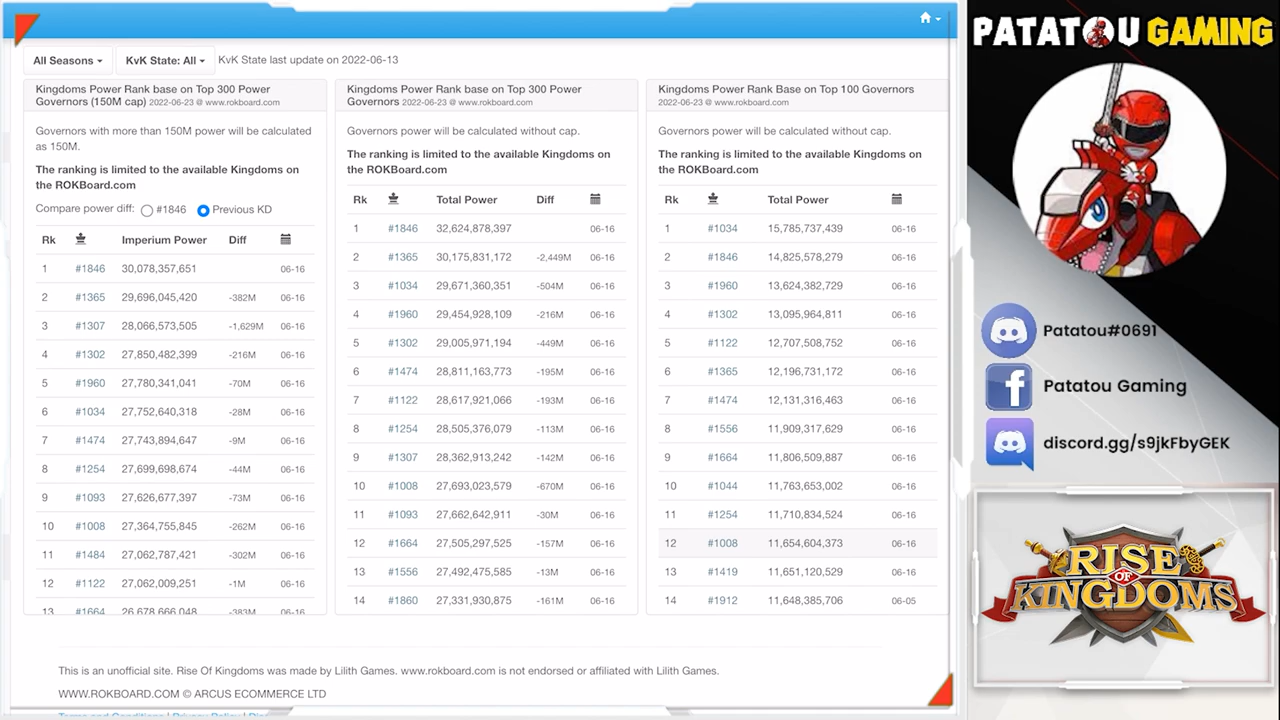 All Seasons
KvK State: All
KvK State last update on 2022-06-13
Kingdoms Power Rank base on Top 300 Power
Governors (150M cap) 2022-06-23 @ www.rokboard.com
Governors with more than 150M power will be calculated
as 150M.
The ranking is limited to the available Kingdoms on
the ROKBoard.com
Compare power diff: #1846 Previous KD
Rk Imperium Power Diff
1 #1846 30,078,357,651 06-16
2 #1365 29,696,045,420 -382M 06-16
3 #1307 28,066,573,505 -1,629M 06-16
4 #1302 27,850,482,399 -216M 06-16
5 #1960 27,780,341,041 -70M 06-16
6 #1034 27,752,640,318 -28M 06-16
7 #1474 27,743,894,647 -9M 06-16
8 #1254 27,699,698,674 -44M 06-16
9 #1093 27,626,677,397 -73M 06-16
10 #1008 27,364,755,845 -262M 06-16
11 #1484 27,062,787,421 -302M 06-16
12 #1122 27,062,009,251 -1M 06-16
13 #1664 26,678,666,048 -383M 06-16
Kingdoms Power Rank base on Top 300 Power
Governors 2022-06-23 @ www.rokboard.com
Governors power will be calculated without cap.
The ranking is limited to the available Kingdoms on
the ROKBoard.com
Rk Total Power Diff
1 #1846 32,624,878,397 06-16
2 #1365 30,175,831,172 -2,449M 06-16
3 #1034 29,671,360,351 -504M 06-16
4 #1960 29,454,928,109 -216M 06-16
5 #1302 29,005,971,194 -449M 06-16
6 #1474 28,811,163,773 -195M 06-16
7 #1122 28,617,921,066 -193M 06-16
8 #1254 28,505,376,079 -113M 06-16
9 #1307 28,362,913,242 -142M 06-16
10 #1008 27,693,023,579 -670M 06-16
11 #1093 27,662,642,911 -30M 06-16
12 #1664 27,505,297,525 -157M 06-16
13 #1556 27,492,475,585 -13M 06-16
14 #1860 27,331,930,875 -161M 06-16
Kingdoms Power Rank Base on Top 100 Governors
2022-06-23 @ www.rokboard.com
Governors power will be calculated without cap.
The ranking is limited to the available Kingdoms on
the ROKBoard.com
Rk Total Power
1 #1034 15,785,737,439 06-16
2 #1846 14,825,578,279 06-16
3 #1960 13,624,382,729 06-16
4 #1302 13,095,964,811 06-16
5 #1122 12,707,508,752 06-16
6 #1365 12,196,731,172 06-16
7 #1474 12,131,316,463 06-16
8 #1556 11,909,317,629 06-16
9 #1664 11,806,509,887 06-16
10 #1044 11,763,653,002 06-16
11 #1254 11,710,834,524 06-16
12 #1008 11,654,604,373 06-16
13 #1419 11,651,120,529 06-16
14 #1912 11,648,385,706 06-05
This is an unofficial site. Rise Of Kingdoms was made by Lilith Games. www.rokboard.com is not endorsed or affiliated with Lilith Games.
WWW.ROKBOARD.COM © ARCUS ECOMMERCE LTD
Terms and Conditions | Privacy Policy |
PATATOU GAMING
Patatou#0691
Patatou Gaming
discord.gg/s9jkFbyGEK
RISE
OF
KINGDOMS